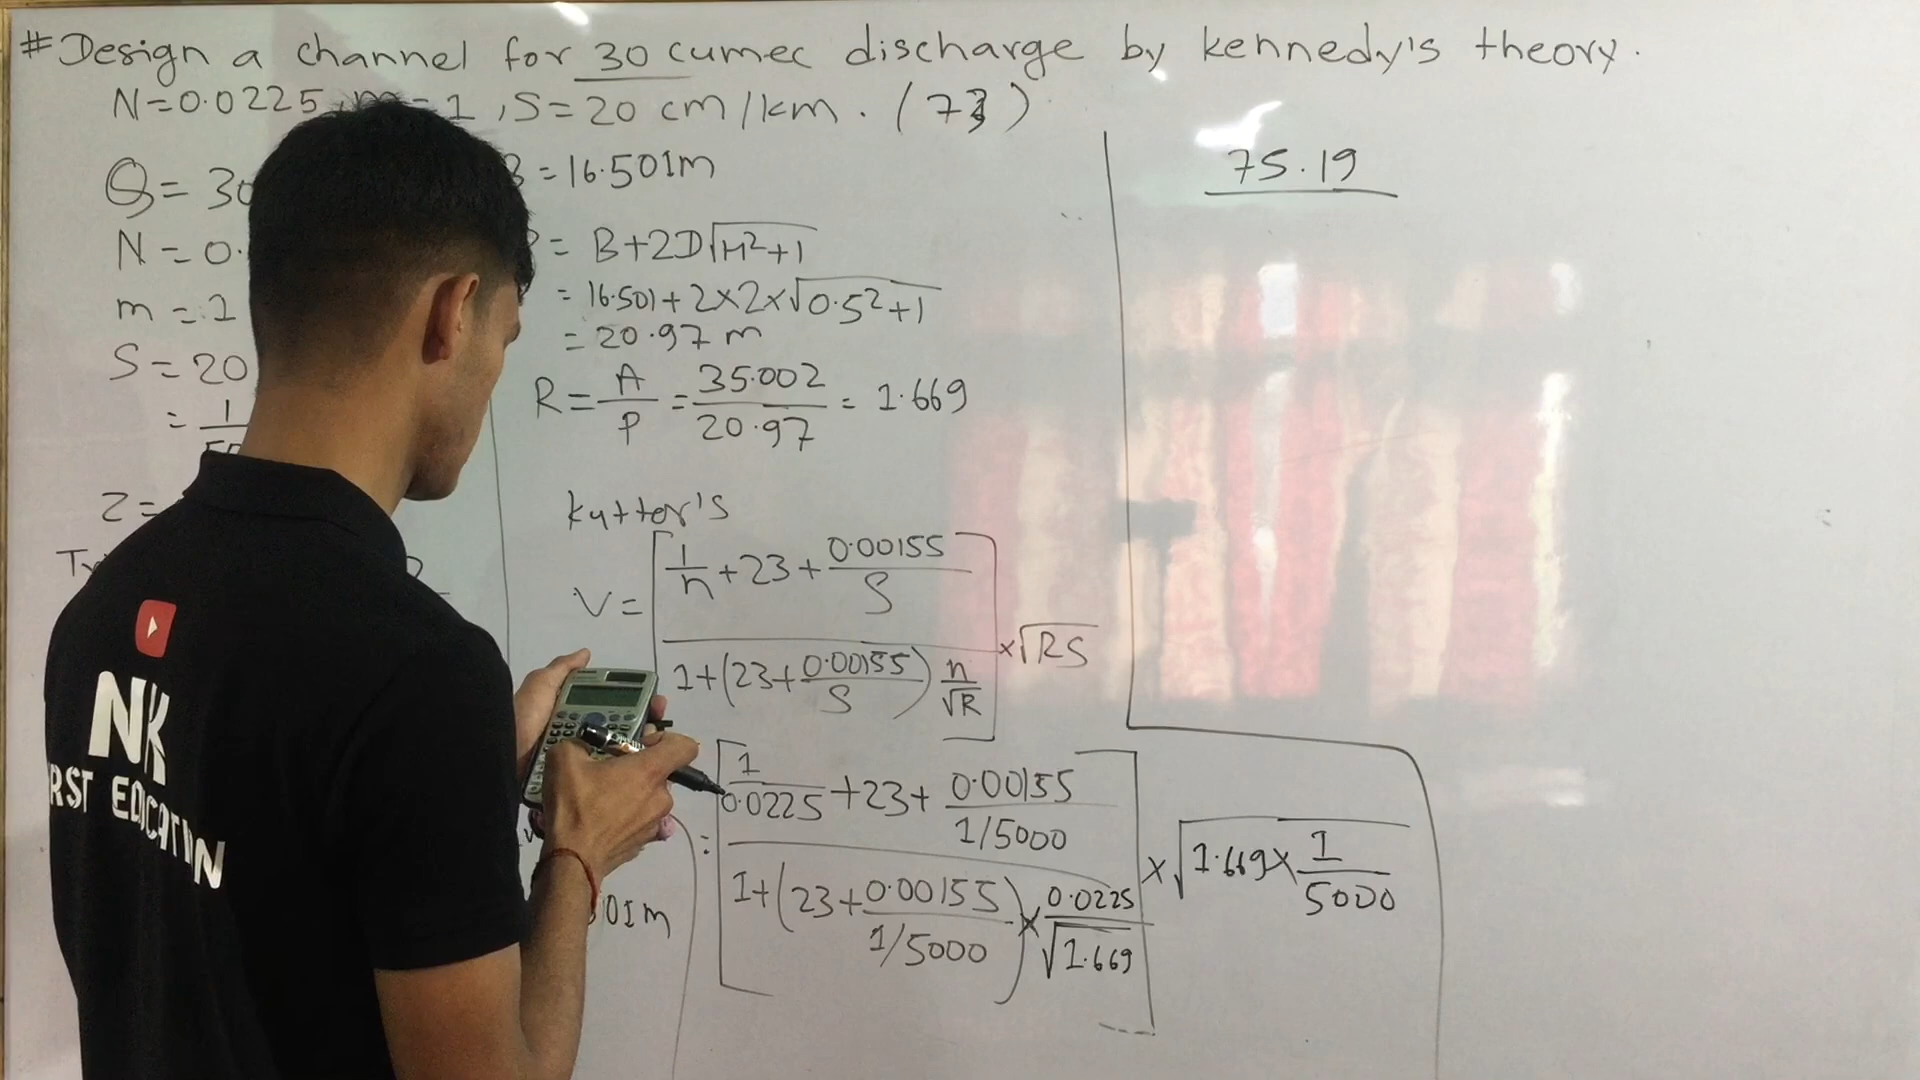 # Design a channel for 30 cumec discharge by kennedy's theory.
N=0.0225, m=1, S=20 cm/km. (73)
Q= 30
N=0.
m=1
S=20
= 1/50
Z=
B=16.501m
P= B+2D√M²+1
= 16.501+2×2×√0.5²+1
= 20.97 m
R= A/P = 35.002/20.97 = 1.669
kutter's
V= [1/n+23+0.00155/S / 1+(23+0.00155/S) n/√R] ×√RS
= [1/0.0225+23+0.00155/1/5000 / 1+(23+0.00155/1/5000)×0.0225/√1.669] ×√1.669×1/5000
01m
75.19
NK
RST EDUCATION